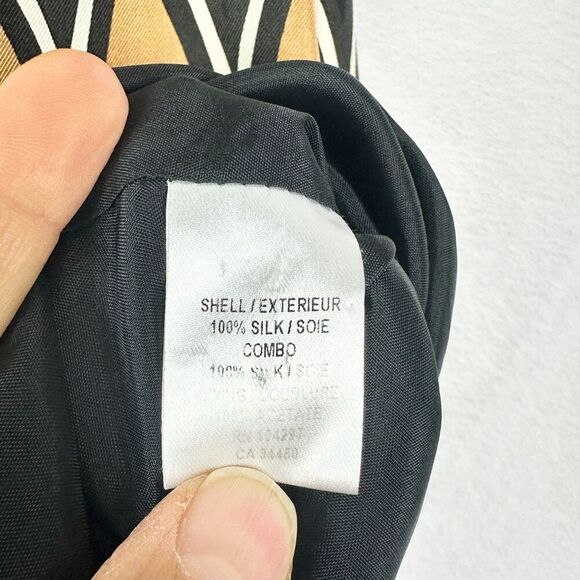 SHELL / EXTERIEUR
100% SILK / SOIE
COMBO
100% SILK / SOIE
100% ACETATE
RN 104297
CA 34480